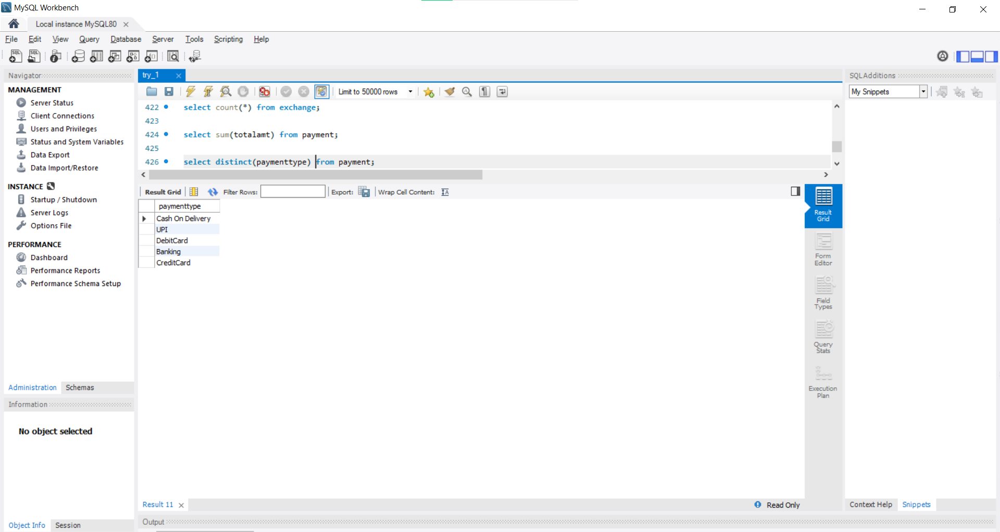 MySQL Workbench
Local instance MySQL80
File Edit View Query Database Server Tools Scripting Help
Navigator
MANAGEMENT
Server Status
Client Connections
Users and Privileges
Status and System Variables
Data Export
Data Import/Restore
INSTANCE
Startup / Shutdown
Server Logs
Options File
PERFORMANCE
Dashboard
Performance Reports
Performance Schema Setup
Administration Schemas
Information
No object selected
Object Info Session
try_1
Limit to 50000 rows
422 select count(*) from exchange;
423
424 select sum(totalamt) from payment;
425
426 select distinct(paymenttype) from payment;
Result Grid Filter Rows: Export: Wrap Cell Content:
paymenttype
Cash On Delivery
UPI
DebitCard
Banking
CreditCard
Result
Grid
Form
Editor
Field
Types
Query
Stats
Execution
Plan
Result 11
Read Only
Output
SQLAdditions
My Snippets
Context Help Snippets